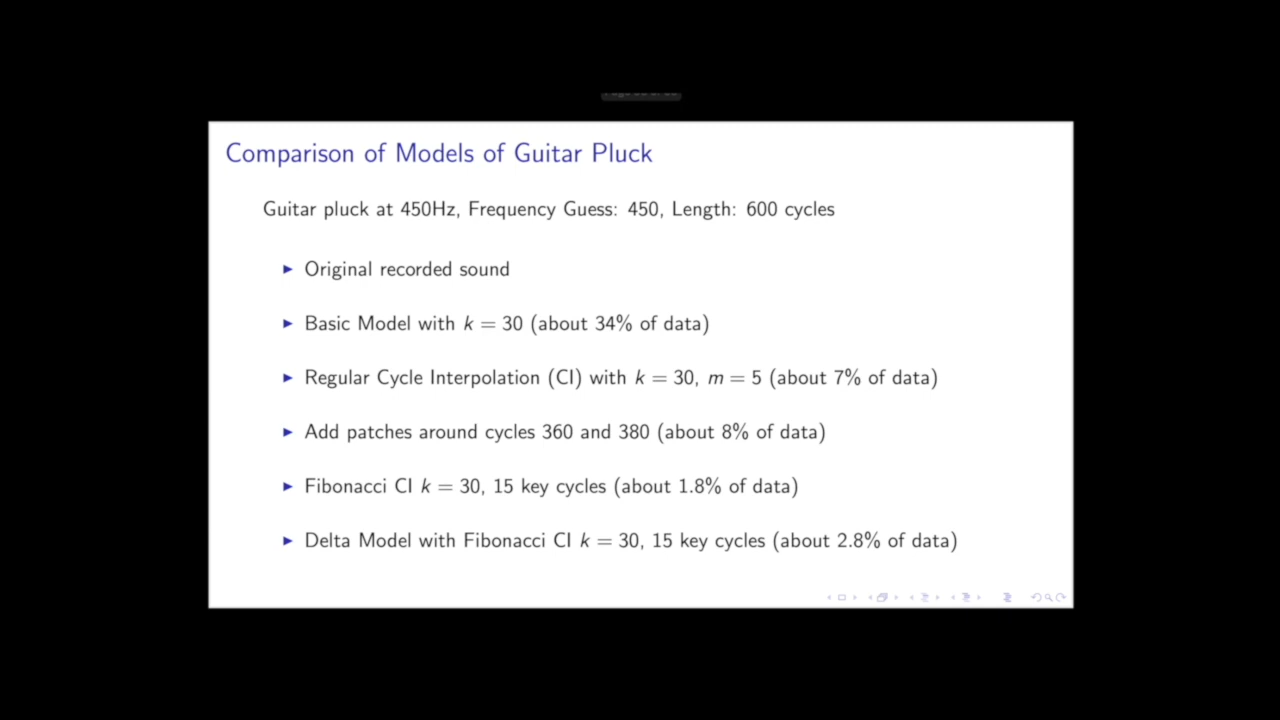 Comparison of Models of Guitar Pluck
Guitar pluck at 450Hz, Frequency Guess: 450, Length: 600 cycles
Original recorded sound
Basic Model with k = 30 (about 34% of data)
Regular Cycle Interpolation (CI) with k = 30, m = 5 (about 7% of data)
Add patches around cycles 360 and 380 (about 8% of data)
Fibonacci CI k = 30, 15 key cycles (about 1.8% of data)
Delta Model with Fibonacci CI k = 30, 15 key cycles (about 2.8% of data)